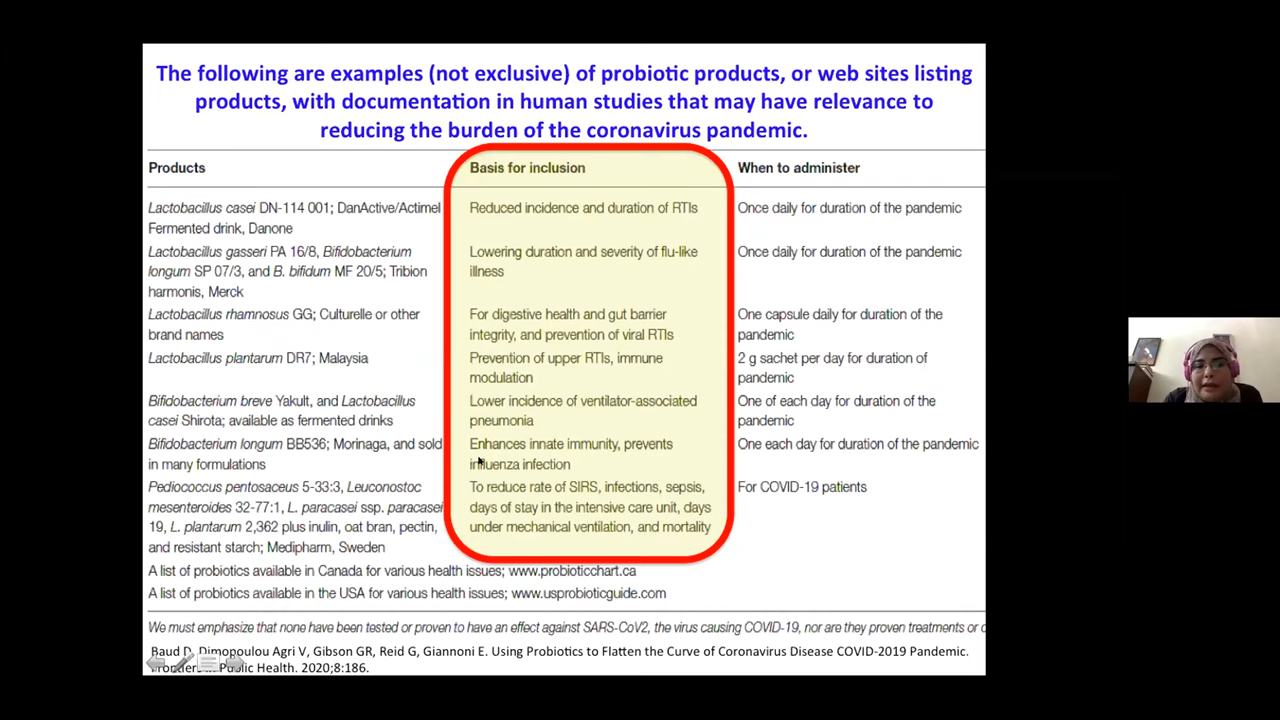 The following are examples (not exclusive) of probiotic products, or web sites listing
products, with documentation in human studies that may have relevance to
reducing the burden of the coronavirus pandemic.
Products Basis for inclusion When to administer
Lactobacillus casei DN-114 001; DanActive/Actimel Reduced incidence and duration of RTIs Once daily for duration of the pandemic
Fermented drink, Danone
Lactobacillus gasseri PA 16/8, Bifidobacterium Lowering duration and severity of flu-like Once daily for duration of the pandemic
longum SP 07/3, and B. bifidum MF 20/5; Tribion illness
harmonis, Merck
Lactobacillus rhamnosus GG; Culturelle or other For digestive health and gut barrier One capsule daily for duration of the
brand names integrity, and prevention of viral RTIs pandemic
Lactobacillus plantarum DR7; Malaysia Prevention of upper RTIs, immune 2 g sachet per day for duration of
modulation pandemic
Bifidobacterium breve Yakult, and Lactobacillus Lower incidence of ventilator-associated One of each day for duration of the
casei Shirota; available as fermented drinks pneumonia pandemic
Bifidobacterium longum BB536; Morinaga, and sold Enhances innate immunity, prevents One each day for duration of the pandemic
in many formulations influenza infection
Pediococcus pentosaceus 5-33:3, Leuconostoc To reduce rate of SIRS, infections, sepsis, For COVID-19 patients
mesenteroides 32-77:1, L. paracasei ssp. paracasei days of stay in the intensive care unit, days
19, L. plantarum 2,362 plus inulin, oat bran, pectin, under mechanical ventilation, and mortality
and resistant starch; Medipharm, Sweden
A list of probiotics available in Canada for various health issues; www.probioticchart.ca
A list of probiotics available in the USA for various health issues; www.usprobioticguide.com
We must emphasize that none have been tested or proven to have an effect against SARS-CoV2, the virus causing COVID-19, nor are they proven treatments or
Baud D, Dimopoulou Agri V, Gibson GR, Reid G, Giannoni E. Using Probiotics to Flatten the Curve of Coronavirus Disease COVID-2019 Pandemic.
Frontiers in Public Health. 2020;8:186.